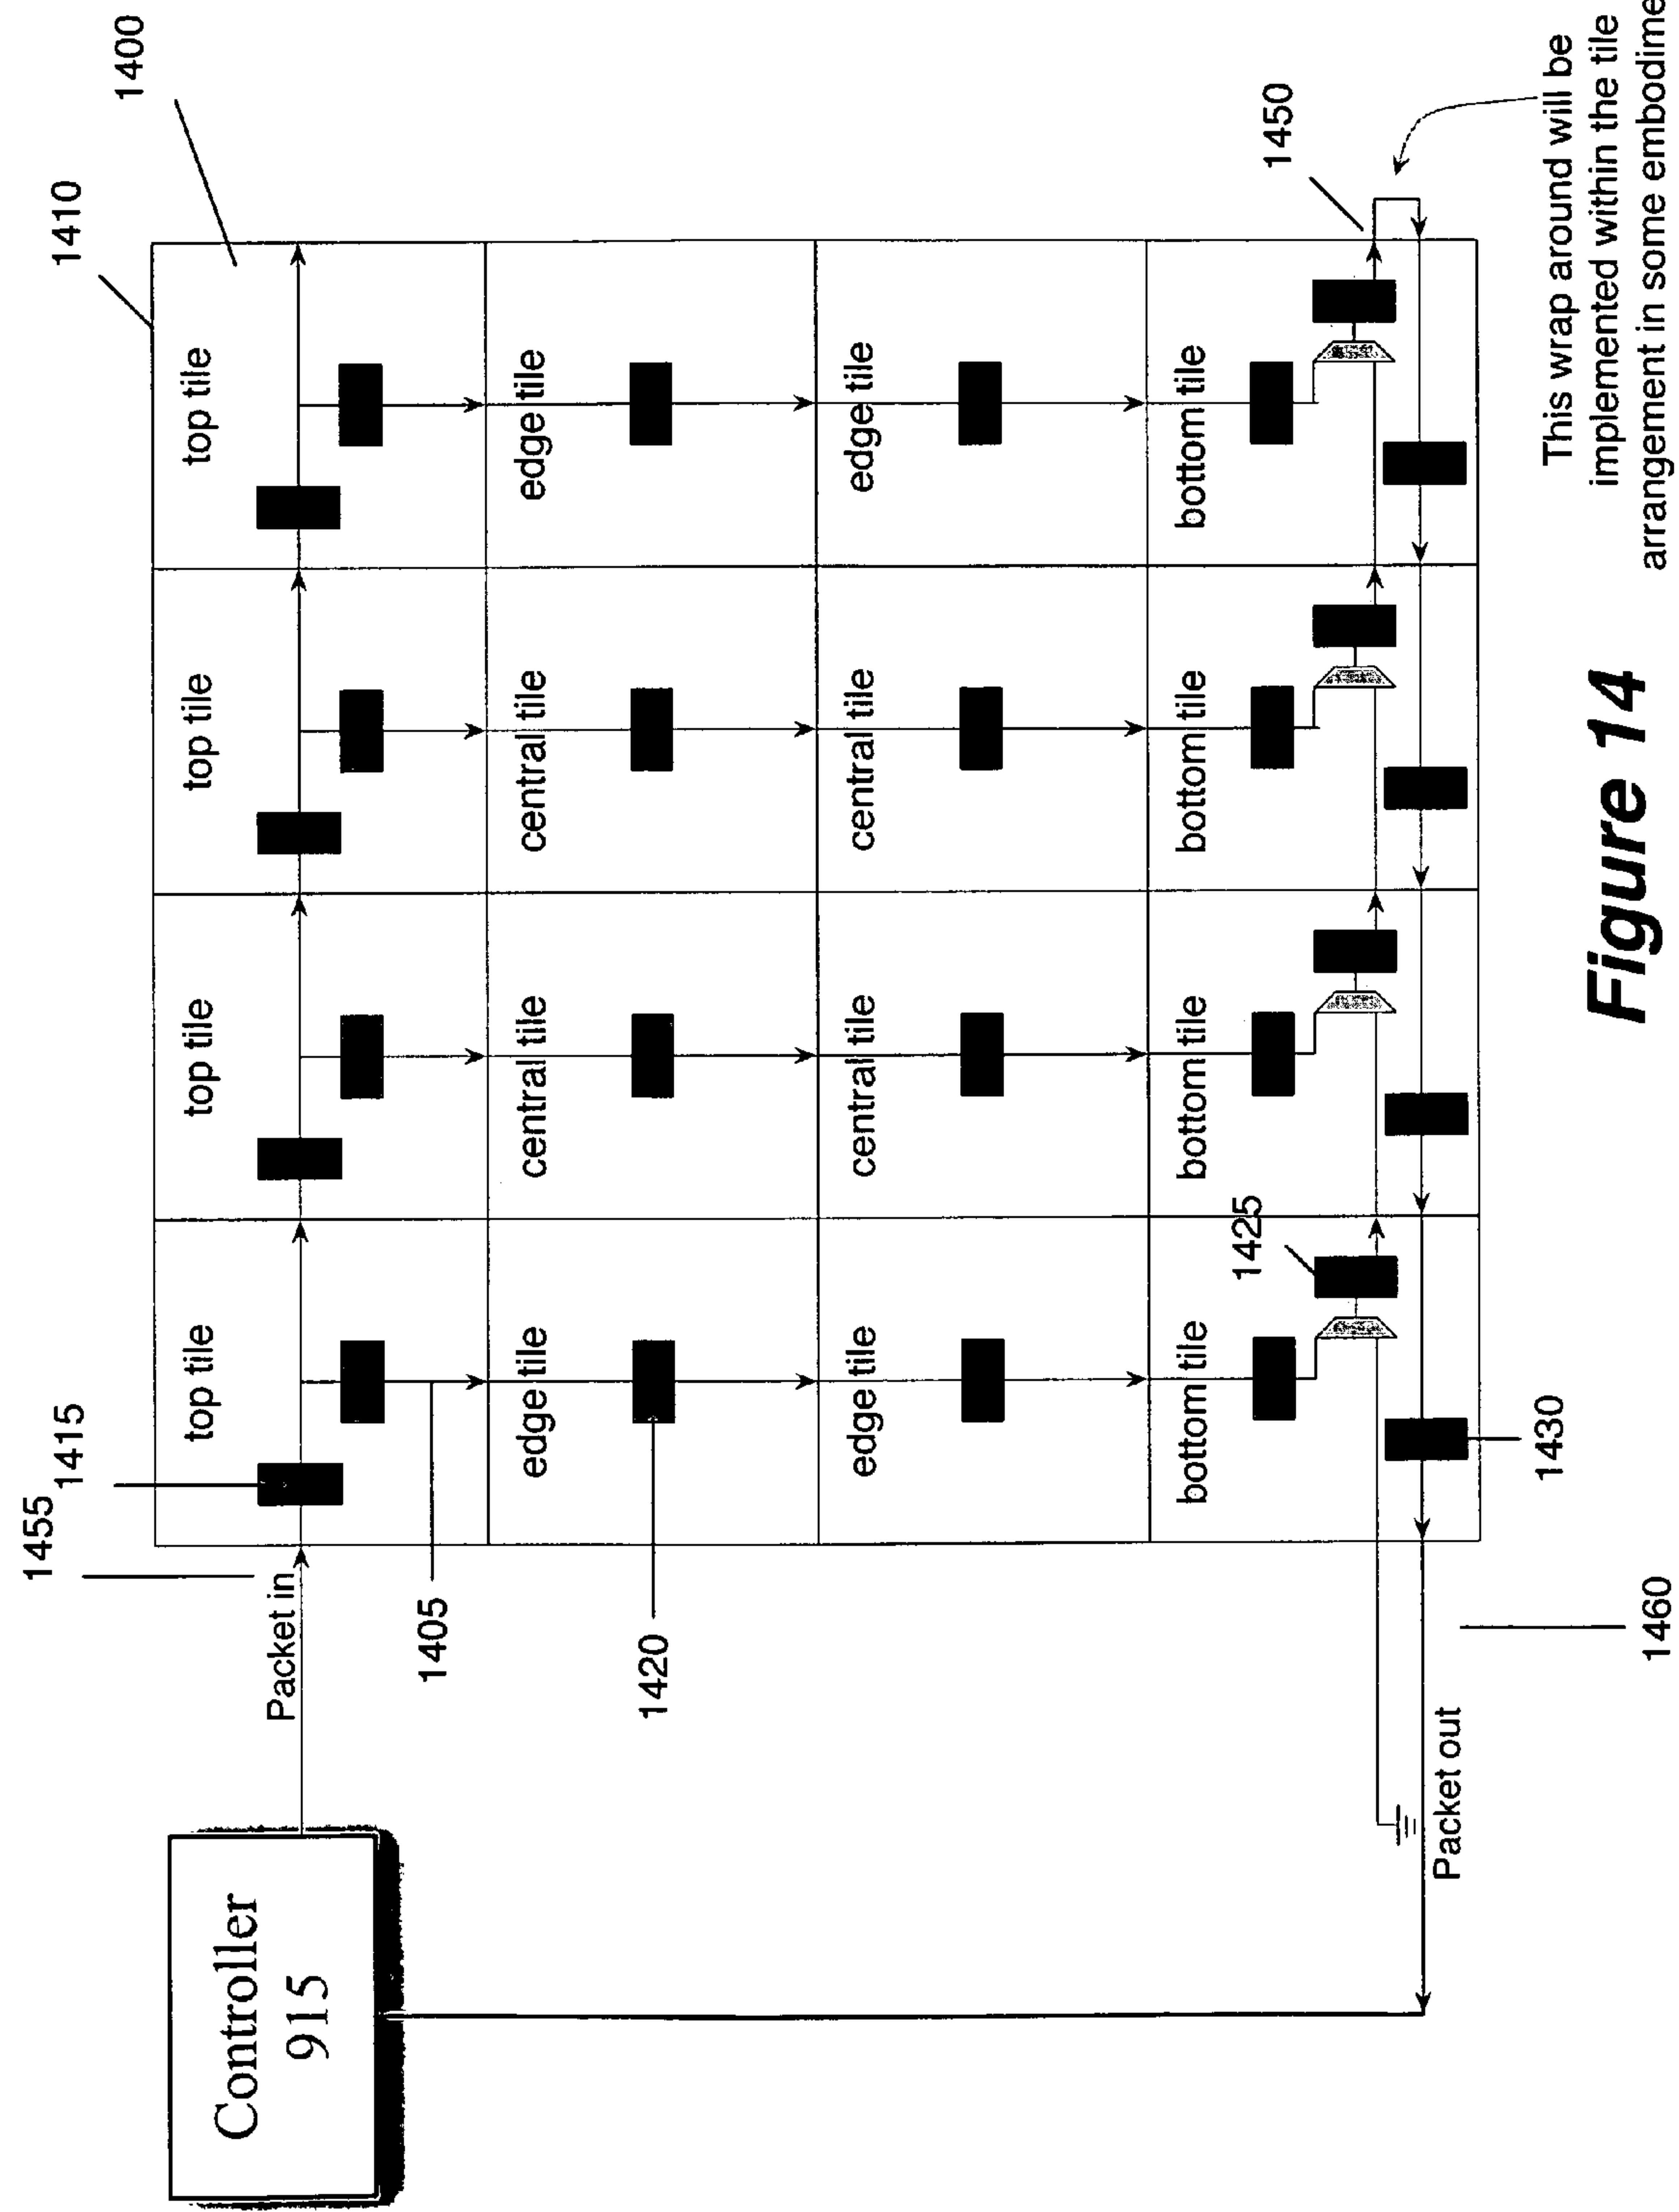 1410
1400
1455
1415
Controller
915
Packet in
top tile
top tile
top tile
top tile
1405
edge tile
central tile
central tile
edge tile
1420
edge tile
central tile
central tile
edge tile
bottom tile
bottom tile
bottom tile
bottom tile
1425
1450
Packet out
1460
1430
This wrap around will be
implemented within the tile
arrangement in some embodime
Figure 14